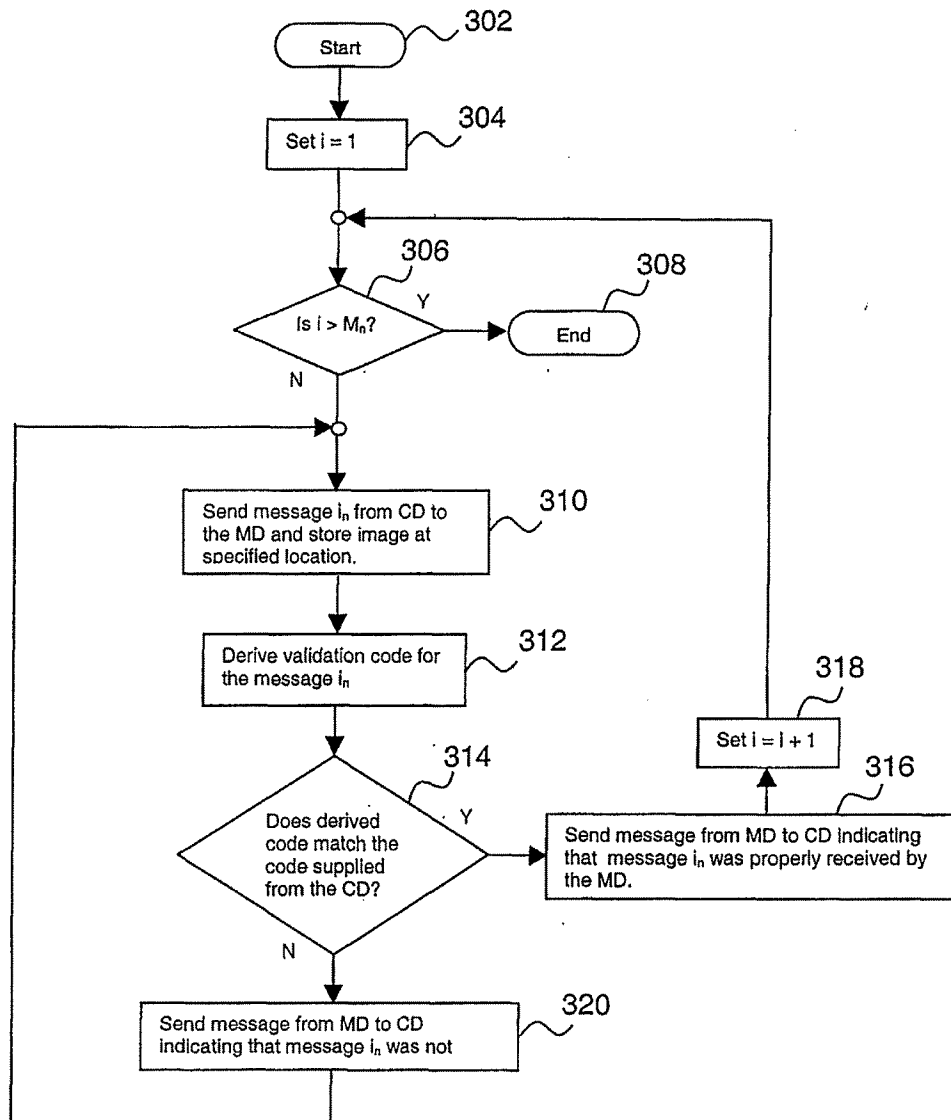 302
Start
304
Set i = 1
306
308
Y
Is i > Mₙ?
End
N
310
Send message iₙ from CD to
the MD and store image at
specified location.
312
Derive validation code for
the message iₙ
318
Set i = i + 1
314
316
Y
Does derived
code match the
code supplied
from the CD?
Send message from MD to CD indicating
that message iₙ was properly received by
the MD.
N
320
Send message from MD to CD
indicating that message iₙ was not